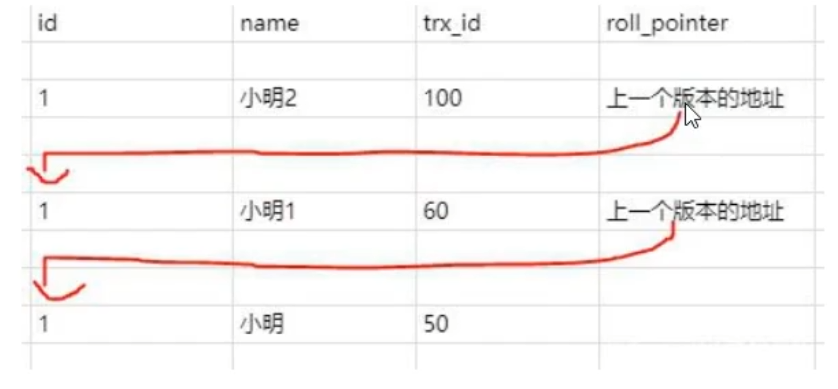 id name trx_id roll_pointer
1 小明2 100 上一个版本的地址
1 小明1 60 上一个版本的地址
1 小明 50